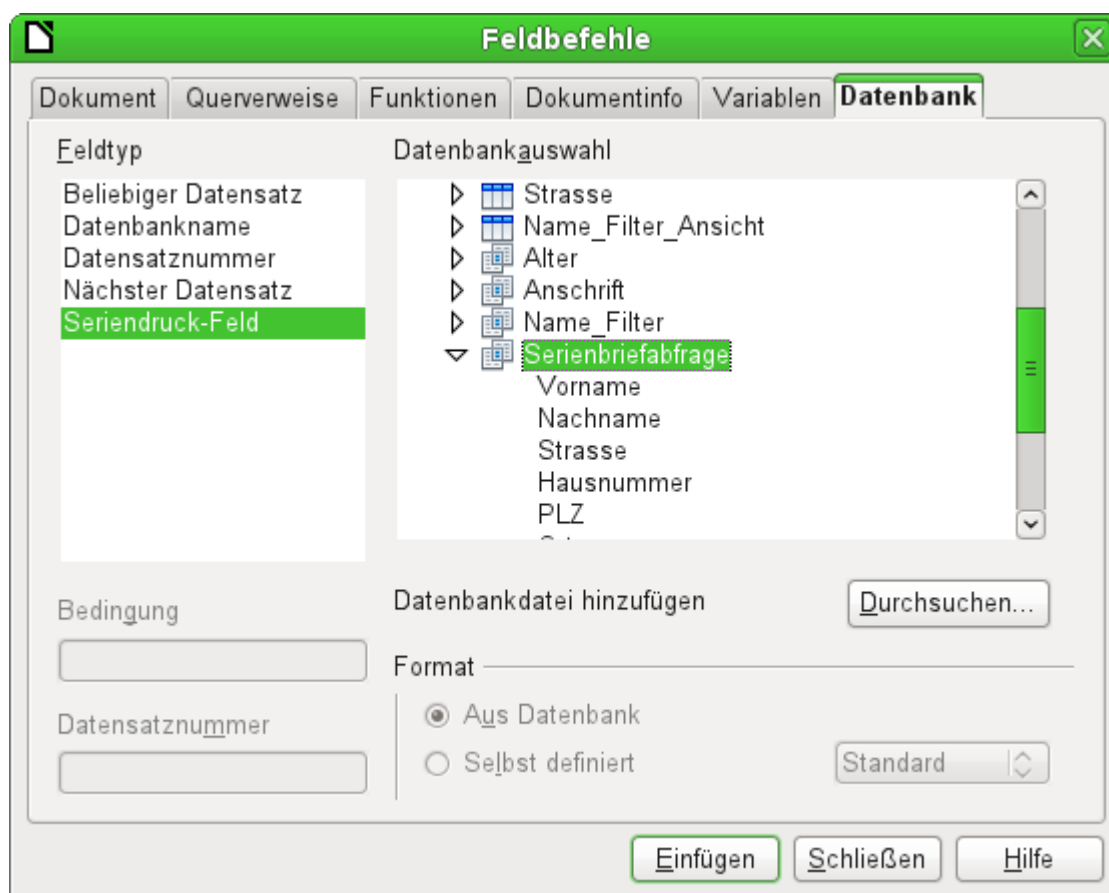 Feldbefehle
Dokument Querverweise Funktionen Dokumentinfo Variablen Datenbank
Feldtyp
Beliebiger Datensatz
Datenbankname
Datensatznummer
Nächster Datensatz
Seriendruck-Feld
Datenbankauswahl
Strasse
Name_Filter_Ansicht
Alter
Anschrift
Name_Filter
Serienbriefabfrage
Vorname
Nachname
Strasse
Hausnummer
PLZ
Bedingung
Datensatznummer
Datenbankdatei hinzufügen Durchsuchen...
Format
Aus Datenbank
Selbst definiert Standard
Einfügen Schließen Hilfe